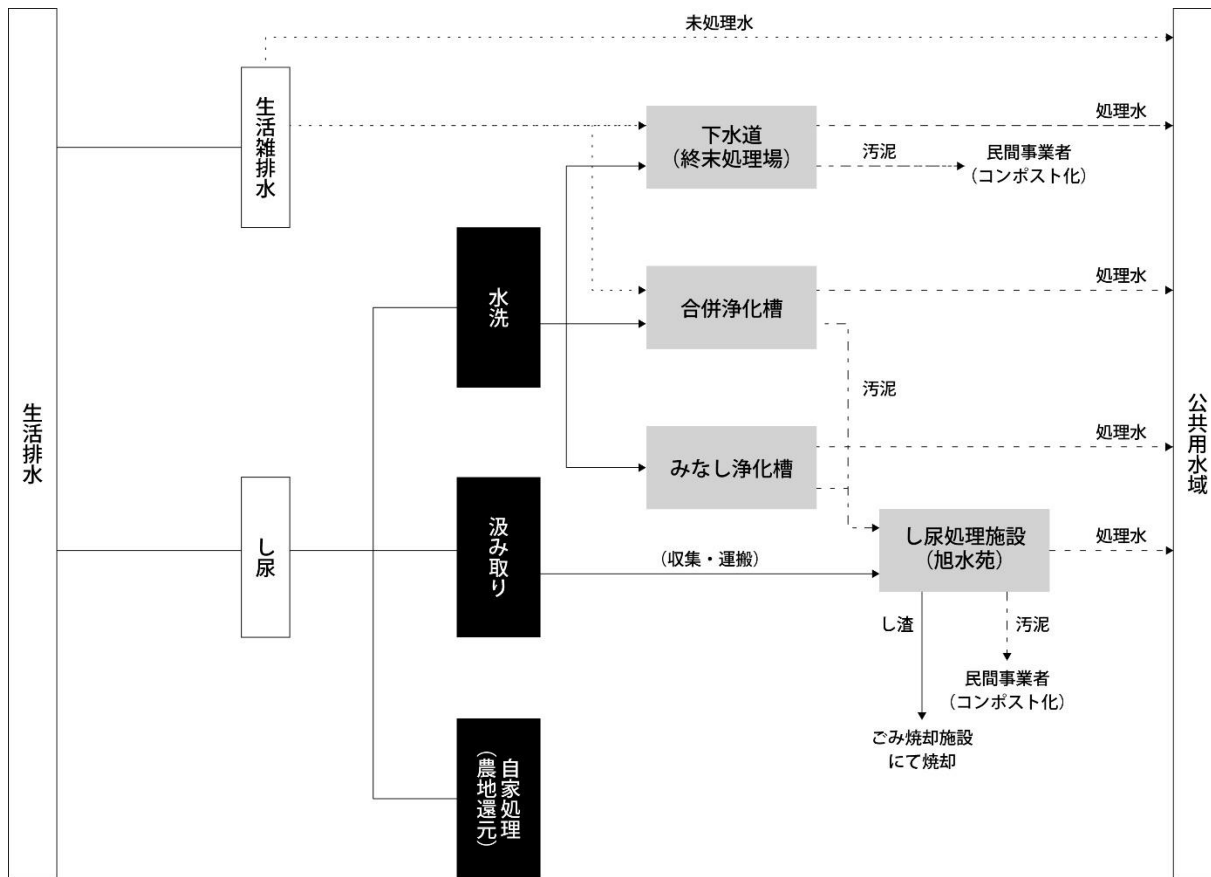 未処理水
生活雑排水
下水道
(終末処理場)
処理水
汚泥
民間事業者
(コンポスト化)
水洗
合併浄化槽
処理水
汚泥
生活排水
公共用水域
みなし浄化槽
処理水
し尿
汲み取り
(収集・運搬)
し尿処理施設
(旭水苑)
処理水
し渣
汚泥
民間事業者
(コンポスト化)
ごみ焼却施設
にて焼却
自家処理
(農地還元)